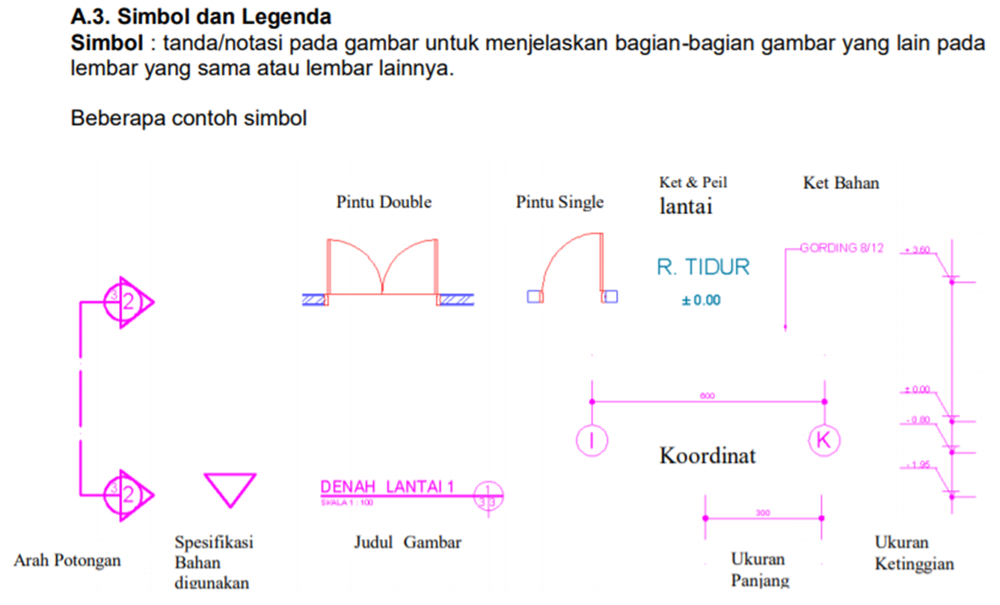 A.3. Simbol dan Legenda
Simbol : tanda/notasi pada gambar untuk menjelaskan bagian-bagian gambar yang lain pada
lembar yang sama atau lembar lainnya.
Beberapa contoh simbol
Ket & Peil
lantai
Ket Bahan
Pintu Double
Pintu Single
GORDING 8/12
+ 3.60
R. TIDUR
± 0.00
3
2
± 0.00
600
- 0.80
I
K
Koordinat
- 1.95
3
2
DENAH LANTAI 1
SKALA 1 : 100
1
3 3
300
Arah Potongan
Spesifikasi
Bahan
digunakan
Judul Gambar
Ukuran
Panjang
Ukuran
Ketinggian